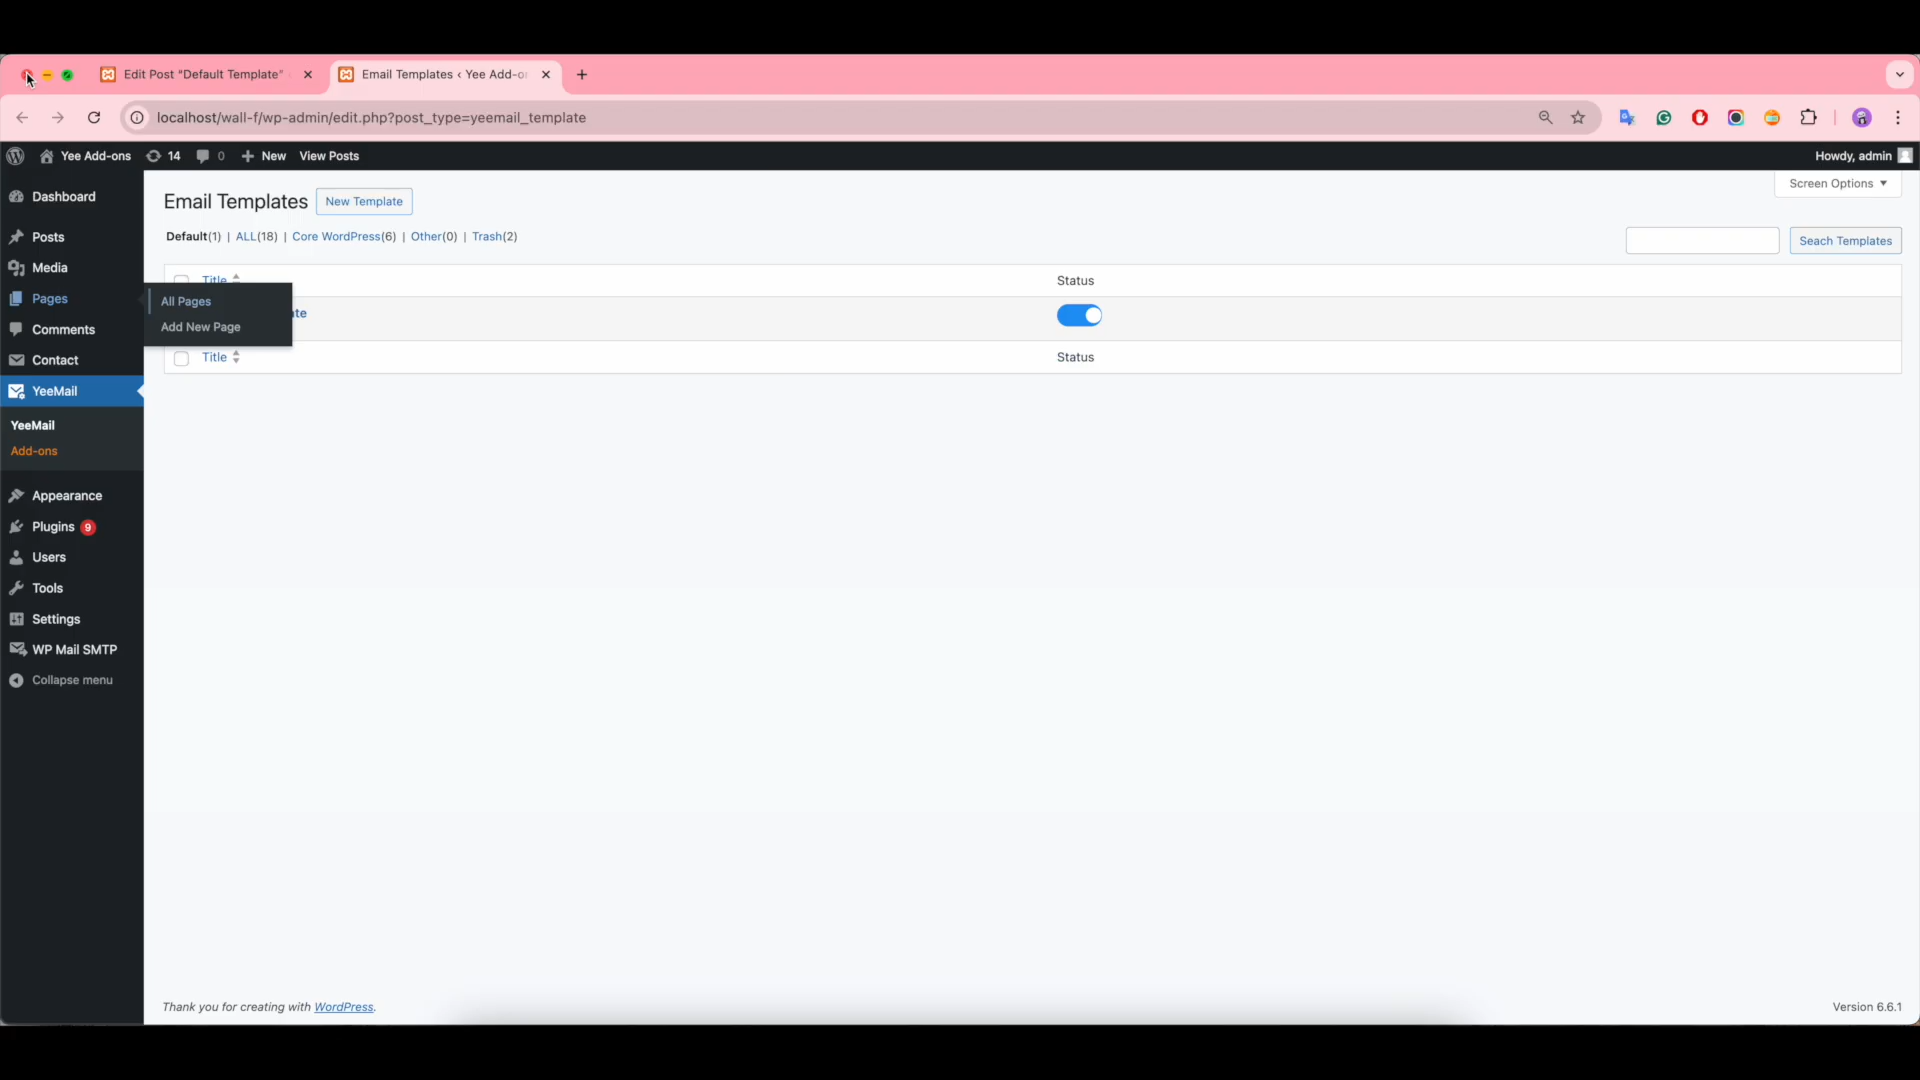 Edit Post "Default Template"
Email Templates ‹ Yee Add-o
localhost/wall-f/wp-admin/edit.php?post_type=yeemail_template
Yee Add-ons 14 0 New View Posts Howdy, admin
Screen Options
Dashboard
Posts
Media
Pages
Comments
Contact
YeeMail
YeeMail
Add-ons
Appearance
Plugins 9
Users
Tools
Settings
WP Mail SMTP
Collapse menu
All Pages
Add New Page
Email Templates New Template
Default(1) | ALL(18) | Core WordPress(6) | Other(0) | Trash(2)
Seach Templates
Title Status
te
Title Status
Thank you for creating with WordPress. Version 6.6.1